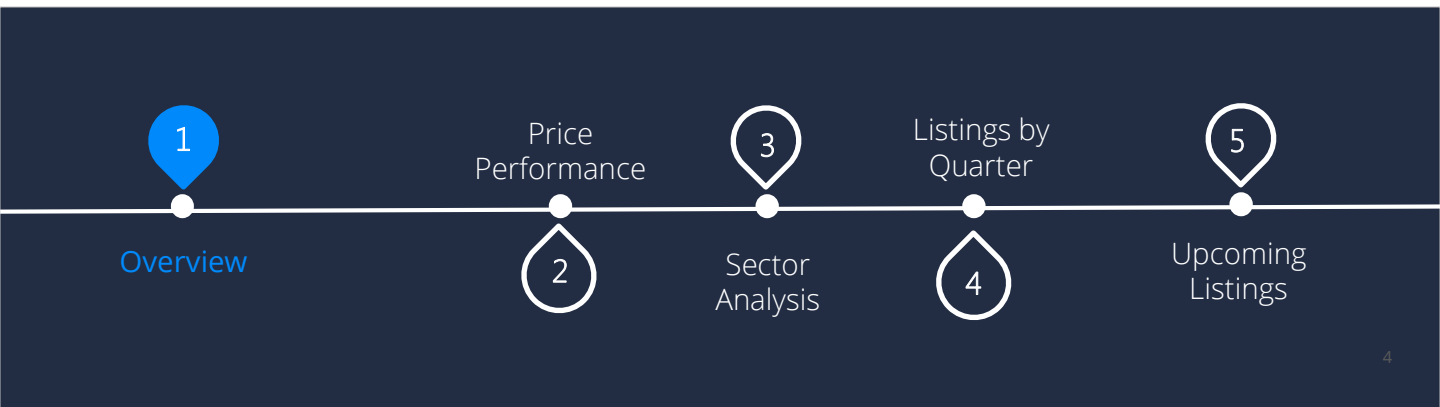 1
Overview
Price
Performance
2
3
Sector
Analysis
Listings by
Quarter
4
5
Upcoming
Listings
4